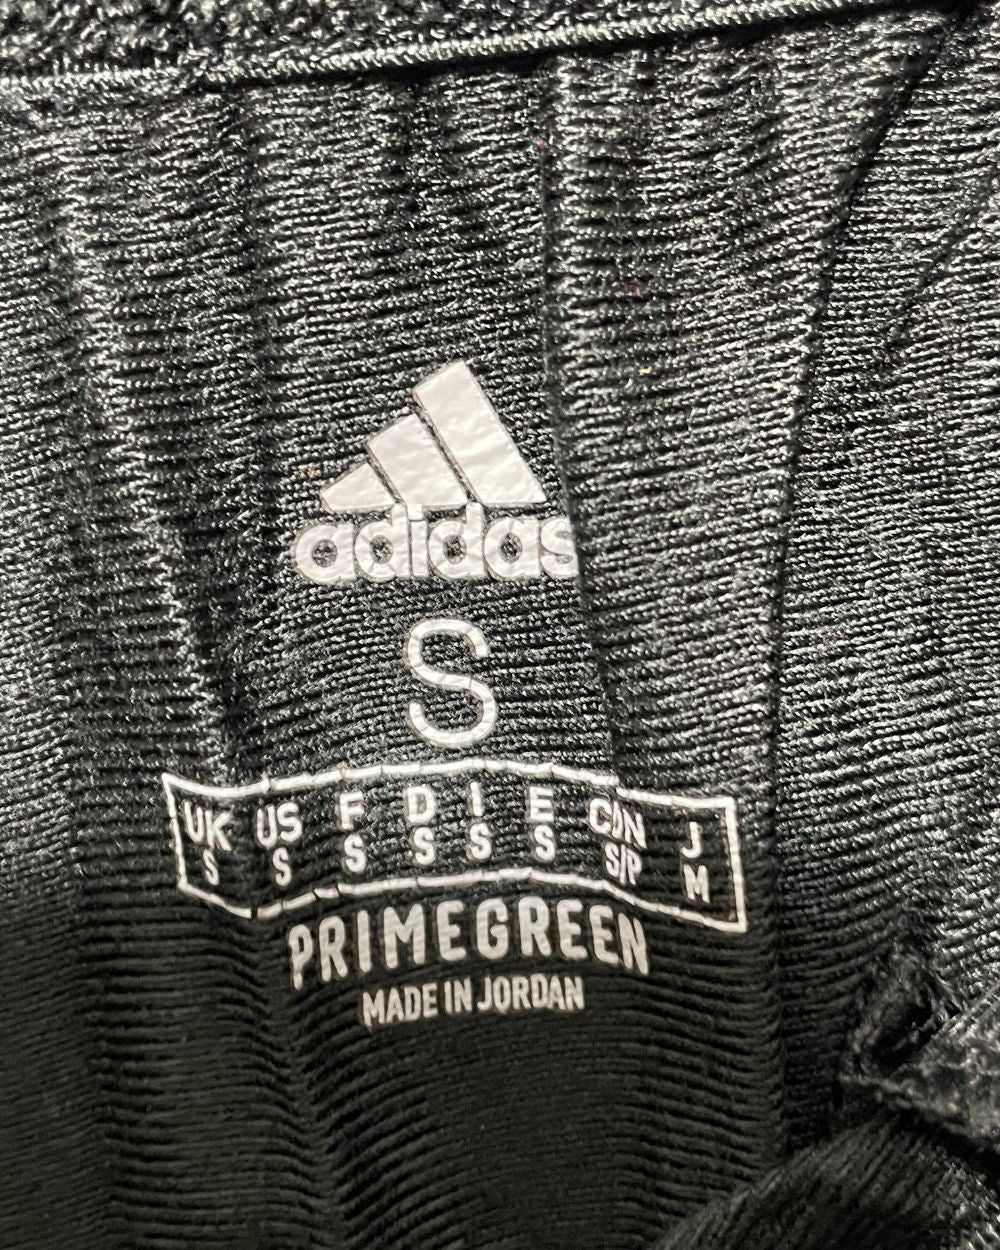 adidas
S
UK US F D I E CDN J
S S S S S S S/P M
PRIMEGREEN
MADE IN JORDAN